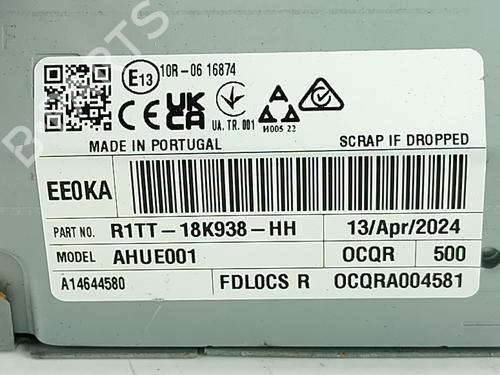 E13 10R-06 16874
CE UK CA UA. TR. 001 И005 22
MADE IN PORTUGAL SCRAP IF DROPPED
EE0KA
PART NO. R1TT-18K938-HH 13/Apr/2024
MODEL AHUE001 OCQR 500
A14644580 FDLOCS R OCQRA004581